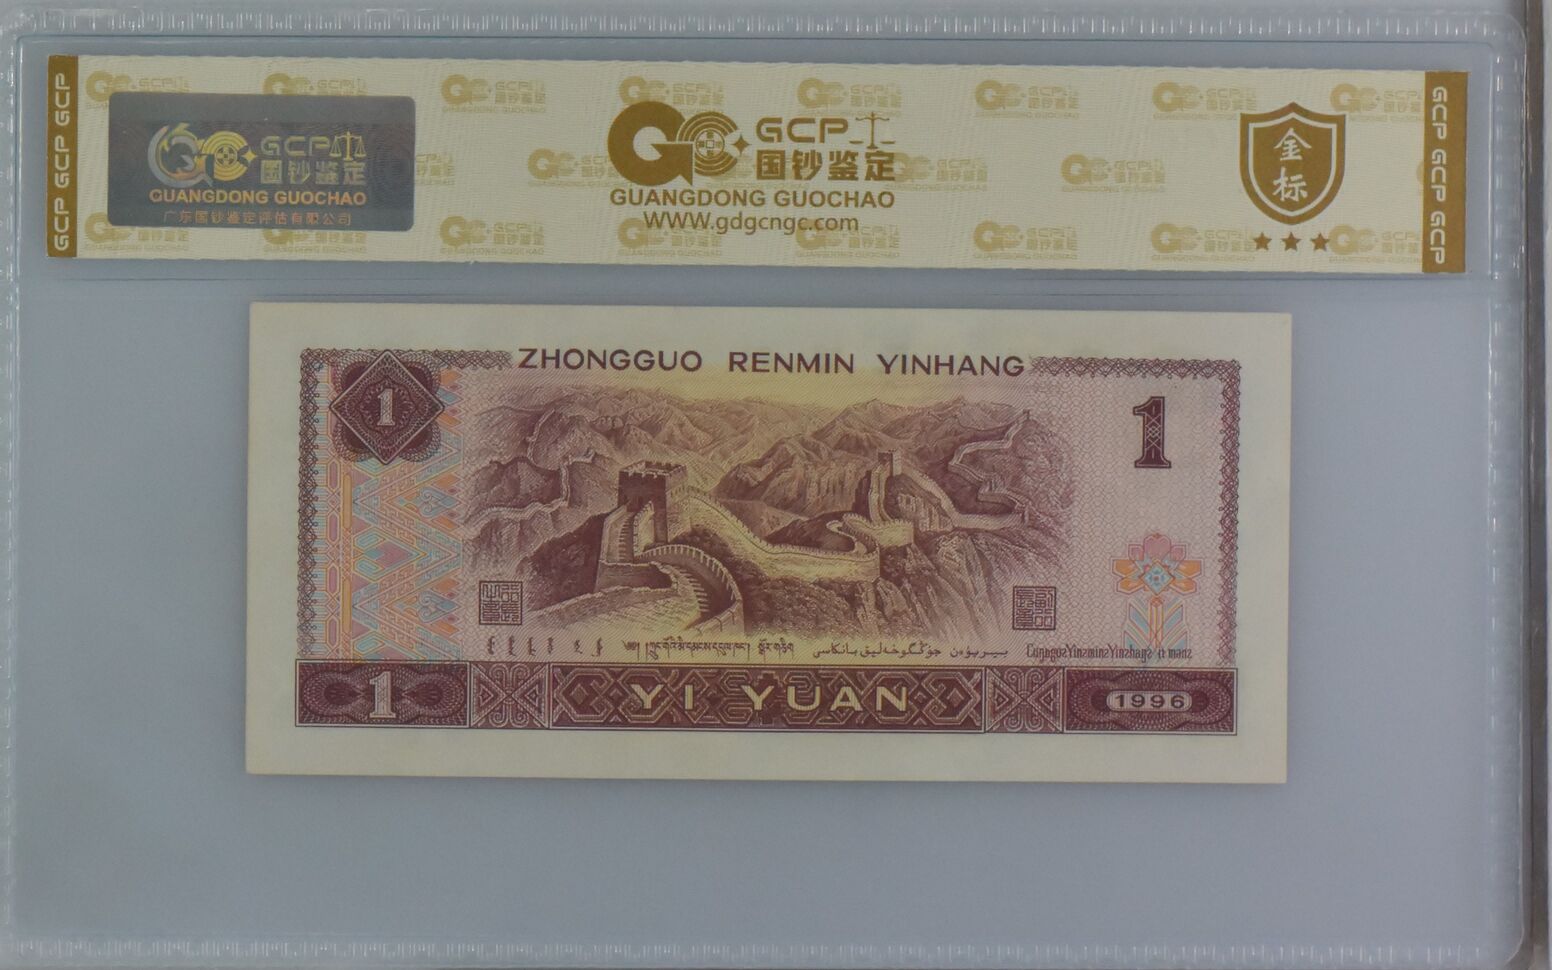 GCP GCP GCP
GCP 国钞鉴定
GUANGDONG GUOCHAO
广东国钞鉴定评估有限公司
GCP
国钞鉴定
GUANGDONG GUOCHAO
WWW.gdgcngc.com
金标
GCP GCP GCP
ZHONGGUO RENMIN YINHANG
1
1
1
YI YUAN
1996